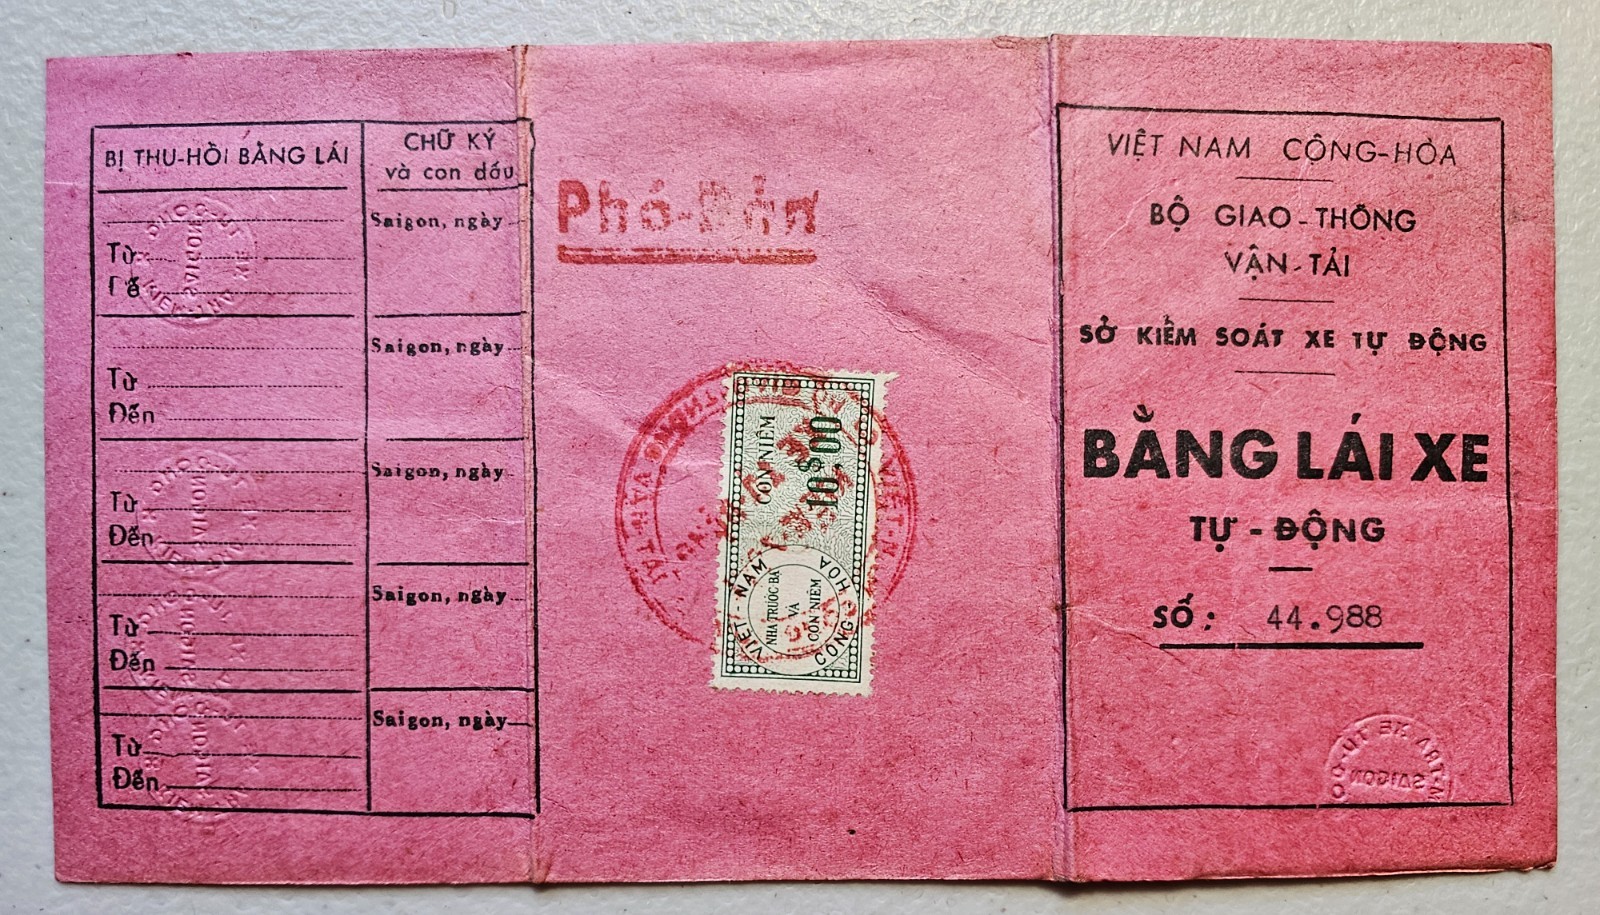 BỊ THU-HỒI BẰNG LÁI
CHỮ KÝ
và con dấu
Saigon, ngày
Từ
Saigon, ngày
Từ
Đến
Saigon, ngày
Từ
Đến
Saigon, ngày
Từ
Đến
Saigon, ngày
Từ
Đến
Phó-Bản
CON NIÊM
10$00
VIỆT-NAM CỘNG HÒA
NHA TRƯỚC BẠ
VÀ
CON NIÊM
VIỆT NAM CỘNG-HÒA
BỘ GIAO-THÔNG
VẬN-TẢI
SỞ KIỂM SOÁT XE TỰ ĐỘNG
BẰNG LÁI XE
TỰ-ĐỘNG
SỐ: 44.988
SAIGON